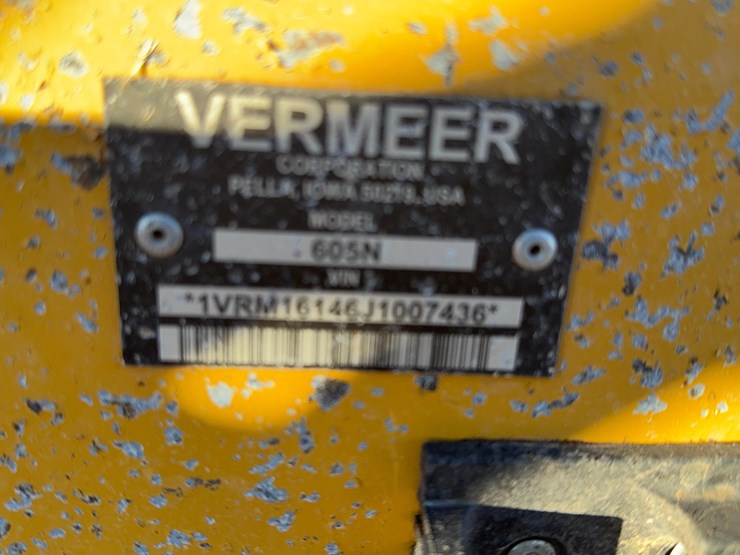 VERMEER
CORPORATION
PELLA, IOWA 50219, USA
MODEL
605N
VIN
*1VRM16146J1007436*